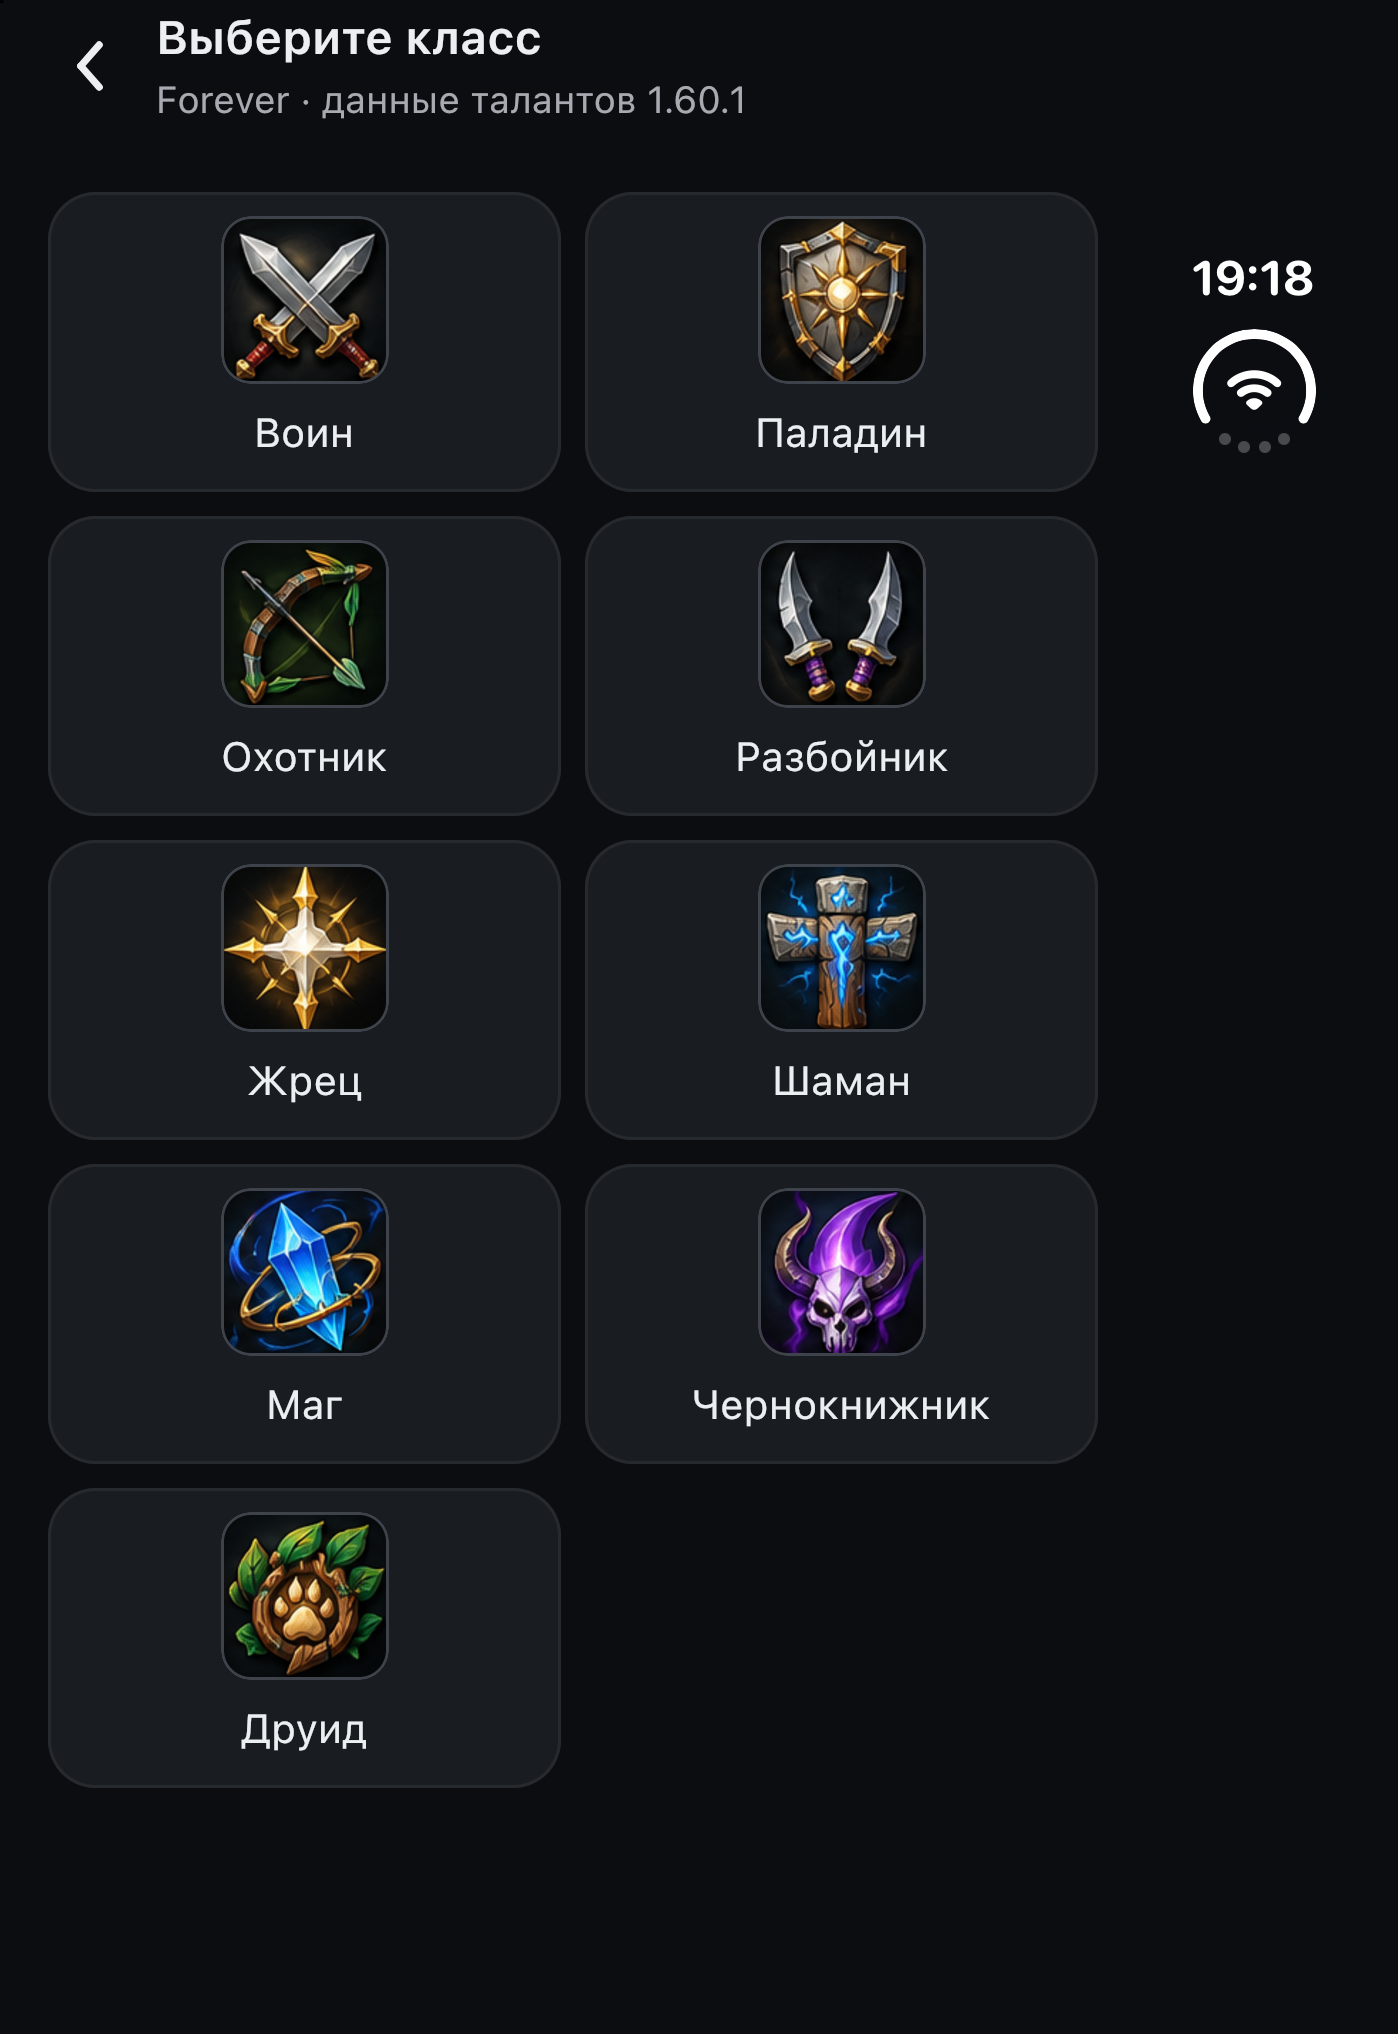 Выберите класс
Forever · данные талантов 1.60.1
19:18
Воин
Паладин
Охотник
Разбойник
Жрец
Шаман
Маг
Чернокнижник
Друид